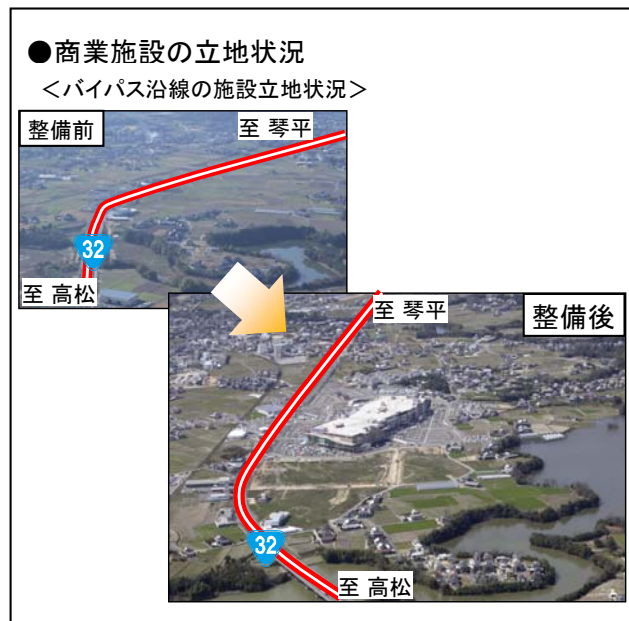 ●商業施設の立地状況
＜バイパス沿線の施設立地状況＞
整備前
至 琴平
32
至 高松
至 琴平
整備後
32
至 高松